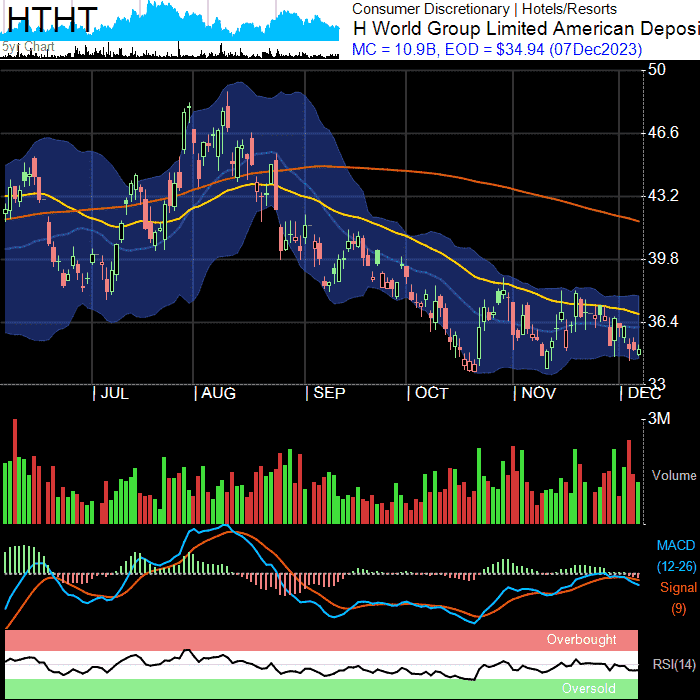 HTHT
5yr Chart
Consumer Discretionary | Hotels/Resorts
H World Group Limited American Deposi
MC = 10.9B, EOD = $34.94 (07Dec2023)
50
46.6
43.2
39.8
36.4
33
JUL AUG SEP OCT NOV DEC
3M
Volume
MACD
(12-26)
Signal
(9)
Overbought
RSI(14)
Oversold